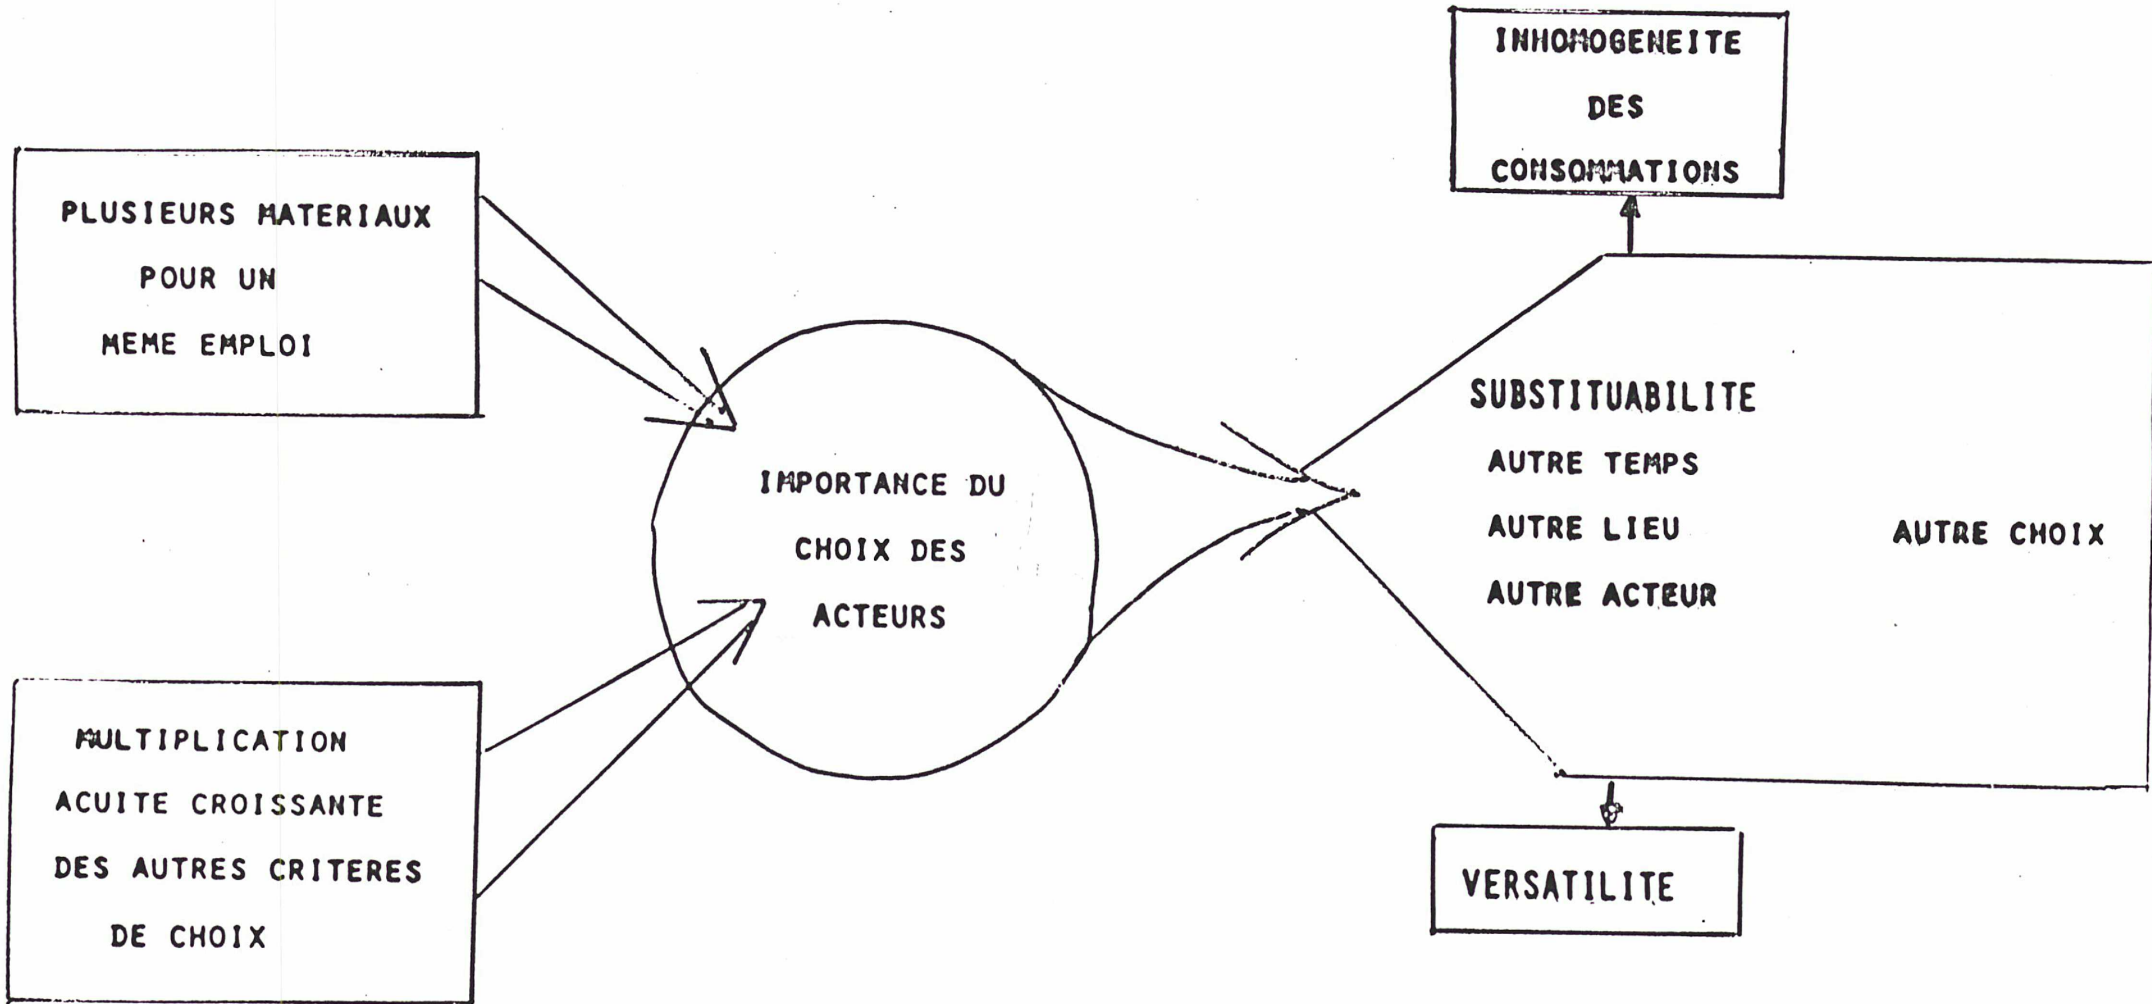 PLUSIEURS MATERIAUX
POUR UN
MEME EMPLOI
MULTIPLICATION
ACUITE CROISSANTE
DES AUTRES CRITERES
DE CHOIX
IMPORTANCE DU
CHOIX DES
ACTEURS
INHOMOGENEITE
DES
CONSOMMATIONS
SUBSTITUABILITE
AUTRE TEMPS
AUTRE LIEU
AUTRE ACTEUR
AUTRE CHOIX
VERSATILITE